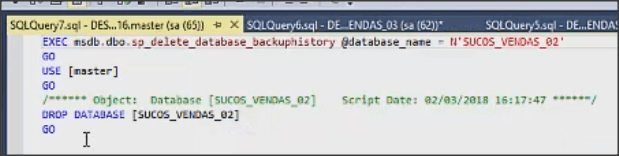 SQLQuery7.sql - DES...16.master (sa (65))
SQLQuery6.sql - DE...ENDAS_03 (sa (62))*
SQLQuery5.sql - DE...ENDAS
EXEC msdb.dbo.sp_delete_database_backuphistory @database_name = N'SUCOS_VENDAS_02'
GO
USE [master]
GO
/****** Object:  Database [SUCOS_VENDAS_02]    Script Date: 02/03/2018 16:17:47 ******/
DROP DATABASE [SUCOS_VENDAS_02]
GO